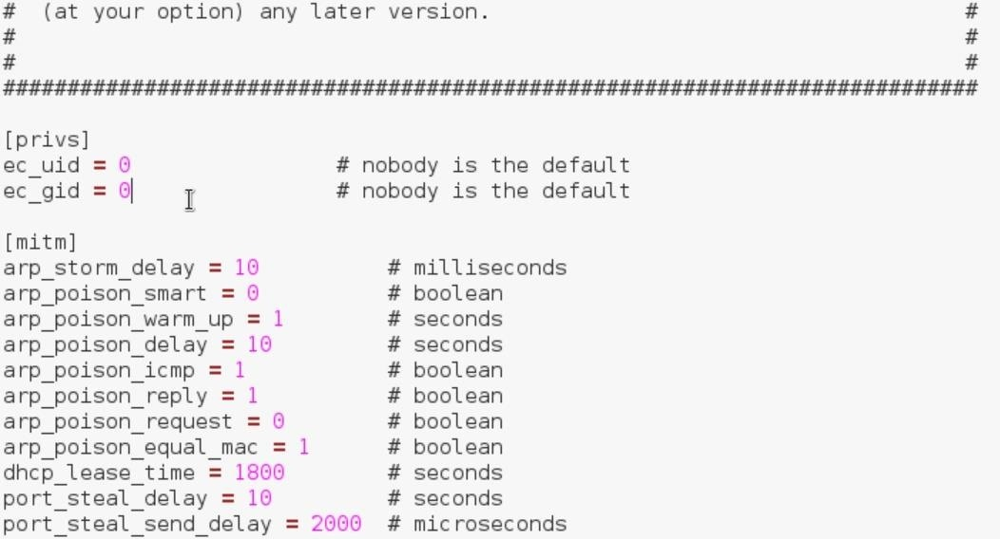 #  (at your option) any later version.                                     #
#                                                                          #
#                                                                          #
############################################################################
[privs]
ec_uid = 0                # nobody is the default
ec_gid = 0                # nobody is the default
[mitm]
arp_storm_delay = 10          # milliseconds
arp_poison_smart = 0          # boolean
arp_poison_warm_up = 1        # seconds
arp_poison_delay = 10         # seconds
arp_poison_icmp = 1           # boolean
arp_poison_reply = 1          # boolean
arp_poison_request = 0        # boolean
arp_poison_equal_mac = 1      # boolean
dhcp_lease_time = 1800        # seconds
port_steal_delay = 10         # seconds
port_steal_send_delay = 2000  # microseconds